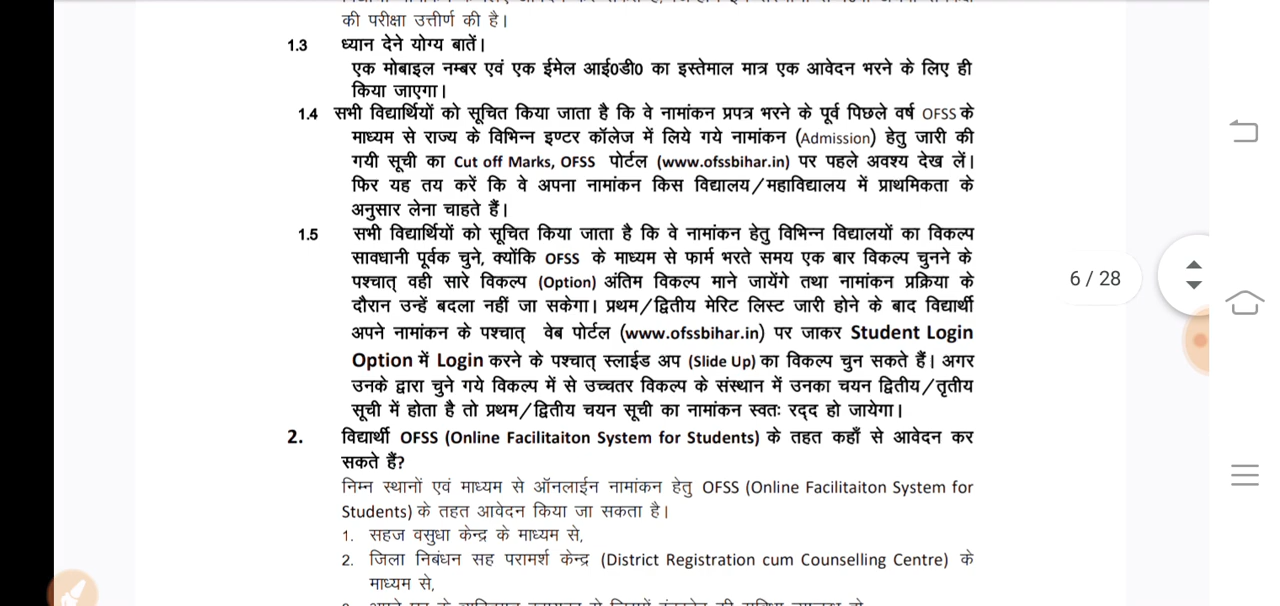 की परीक्षा उत्तीर्ण की है।
1.3 ध्यान देने योग्य बातें।
एक मोबाइल नम्बर एवं एक ईमेल आई0डी0 का इस्तेमाल मात्र एक आवेदन भरने के लिए ही
किया जाएगा।
1.4 सभी विद्यार्थियों को सूचित किया जाता है कि वे नामांकन प्रपत्र भरने के पूर्व पिछले वर्ष OFSS के
माध्यम से राज्य के विभिन्न इण्टर कॉलेज में लिये गये नामांकन (Admission) हेतु जारी की
गयी सूची का Cut off Marks, OFSS पोर्टल (www.ofssbihar.in) पर पहले अवश्य देख लें।
फिर यह तय करें कि वे अपना नामांकन किस विद्यालय/महाविद्यालय में प्राथमिकता के
अनुसार लेना चाहते हैं।
1.5 सभी विद्यार्थियों को सूचित किया जाता है कि वे नामांकन हेतु विभिन्न विद्यालयों का विकल्प
सावधानी पूर्वक चुने, क्योंकि OFSS के माध्यम से फार्म भरते समय एक बार विकल्प चुनने के
पश्चात् वही सारे विकल्प (Option) अंतिम विकल्प माने जायेंगे तथा नामांकन प्रक्रिया के
दौरान उन्हें बदला नहीं जा सकेगा। प्रथम/द्वितीय मेरिट लिस्ट जारी होने के बाद विद्यार्थी
अपने नामांकन के पश्चात् वेब पोर्टल (www.ofssbihar.in) पर जाकर Student Login
Option में Login करने के पश्चात् स्लाईड अप (Slide Up) का विकल्प चुन सकते हैं। अगर
उनके द्वारा चुने गये विकल्प में से उच्चतर विकल्प के संस्थान में उनका चयन द्वितीय/तृतीय
सूची में होता है तो प्रथम/द्वितीय चयन सूची का नामांकन स्वतः रद्द हो जायेगा।
2. विद्यार्थी OFSS (Online Facilitaiton System for Students) के तहत कहाँ से आवेदन कर
सकते हैं?
निम्न स्थानों एवं माध्यम से ऑनलाईन नामांकन हेतु OFSS (Online Facilitaiton System for
Students) के तहत आवेदन किया जा सकता है।
1. सहज वसुधा केन्द्र के माध्यम से,
2. जिला निबंधन सह परामर्श केन्द्र (District Registration cum Counselling Centre) के
माध्यम से,
6 / 28